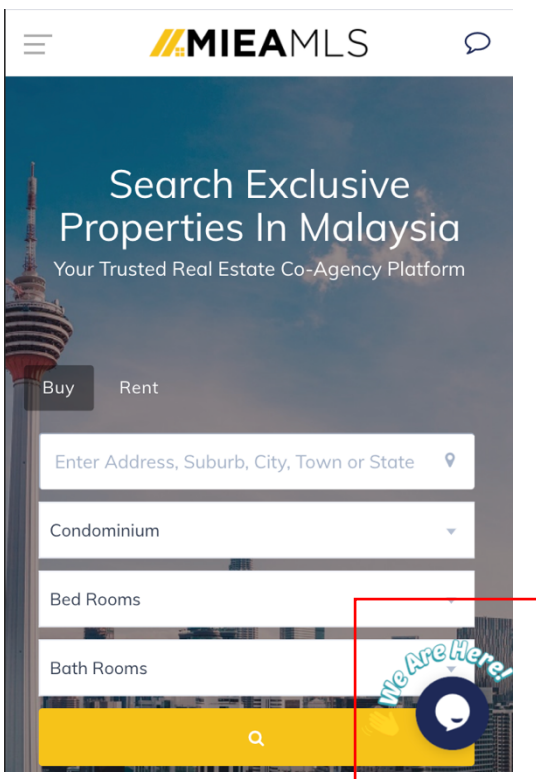 MIEAMLS
Search Exclusive
Properties In Malaysia
Your Trusted Real Estate Co-Agency Platform
Buy
Rent
Enter Address, Suburb, City, Town or State
Condominium
Bed Rooms
Bath Rooms
We Are Here!